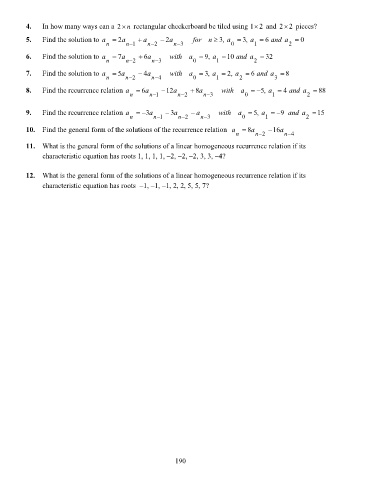 4. In how many ways can a 2 × n rectangular checkerboard be tiled using 1 × 2 and 2 × 2 pieces?
5. Find the solution to a_n = 2a_{n−1} + a_{n−2} − 2a_{n−3} for n ≥ 3, a_0 = 3, a_1 = 6 and a_2 = 0
6. Find the solution to a_n = 7a_{n−2} + 6a_{n−3} with a_0 = 9, a_1 = 10 and a_2 = 32
7. Find the solution to a_n = 5a_{n−2} − 4a_{n−4} with a_0 = 3, a_1 = 2, a_2 = 6 and a_3 = 8
8. Find the recurrence relation a_n = 6a_{n−1} − 12a_{n−2} + 8a_{n−3} with a_0 = −5, a_1 = 4 and a_2 = 88
9. Find the recurrence relation a_n = −3a_{n−1} − 3a_{n−2} − a_{n−3} with a_0 = 5, a_1 = −9 and a_2 = 15
10. Find the general form of the solutions of the recurrence relation a_n = 8a_{n−2} − 16a_{n−4}
11. What is the general form of the solutions of a linear homogeneous recurrence relation if its
characteristic equation has roots 1, 1, 1, 1, −2, −2, −2, 3, 3, −4?
12. What is the general form of the solutions of a linear homogeneous recurrence relation if its
characteristic equation has roots −1, −1, −1, 2, 2, 5, 5, 7?
190